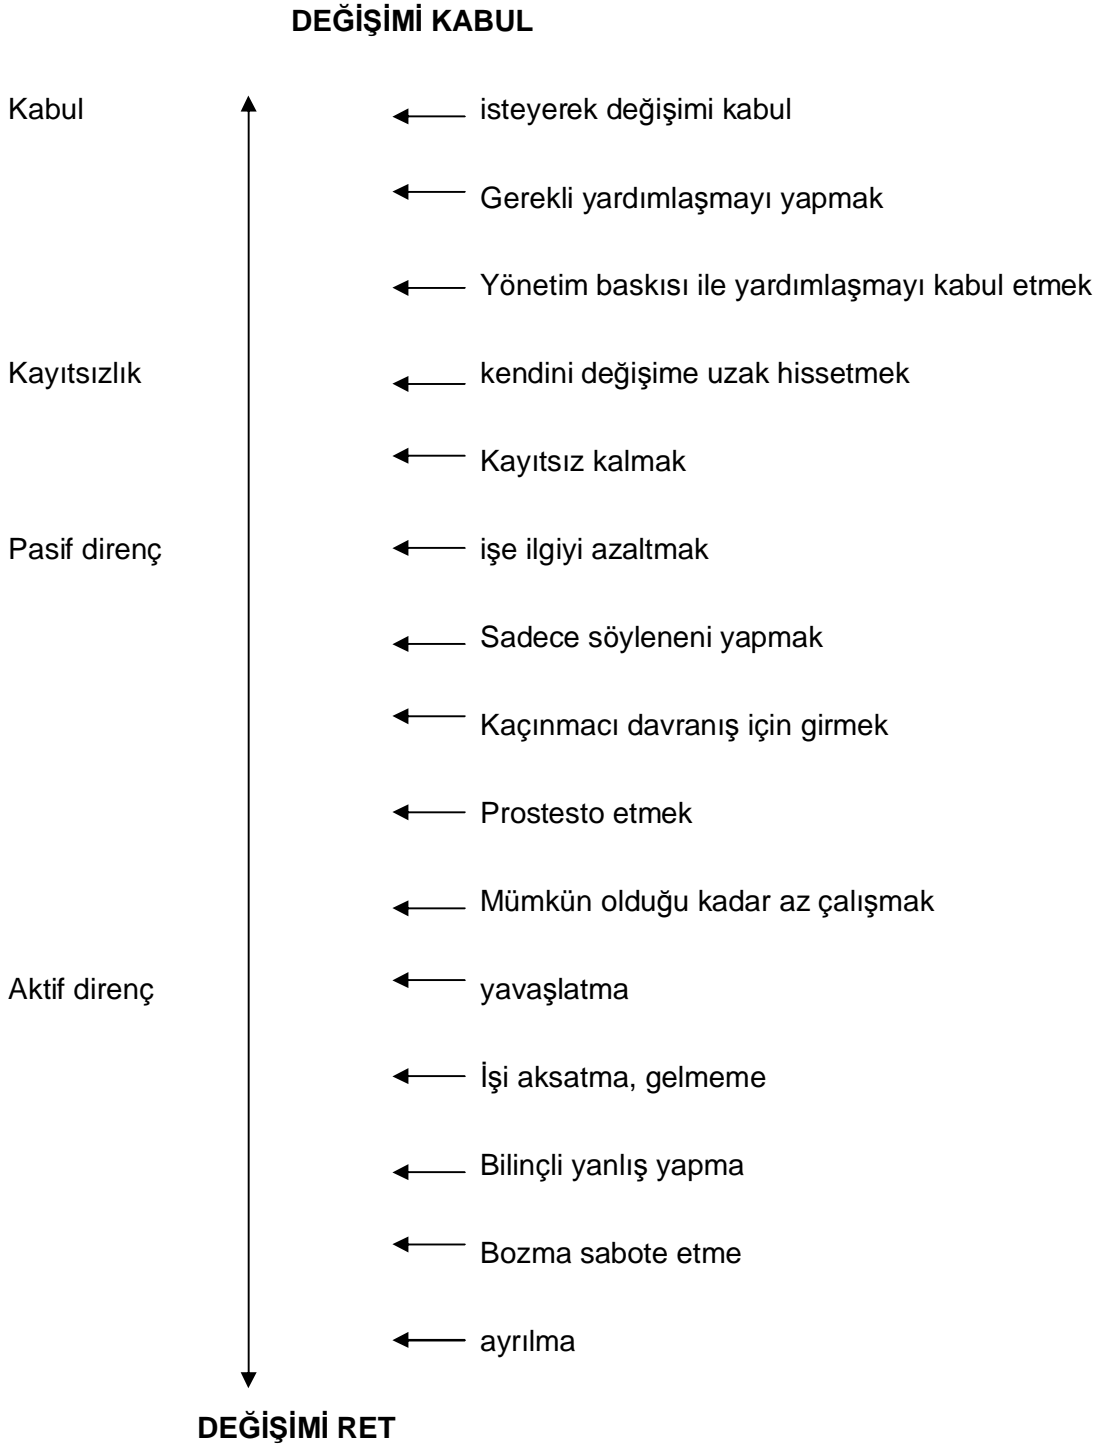 DEĞİŞİMİ KABUL
Kabul isteyerek değişimi kabul
Gerekli yardımlaşmayı yapmak
Yönetim baskısı ile yardımlaşmayı kabul etmek
Kayıtsızlık kendini değişime uzak hissetmek
Kayıtsız kalmak
Pasif direnç işe ilgiyi azaltmak
Sadece söyleneni yapmak
Kaçınmacı davranış için girmek
Prostesto etmek
Mümkün olduğu kadar az çalışmak
Aktif direnç yavaşlatma
İşi aksatma, gelmeme
Bilinçli yanlış yapma
Bozma sabote etme
ayrılma
DEĞİŞİMİ RET